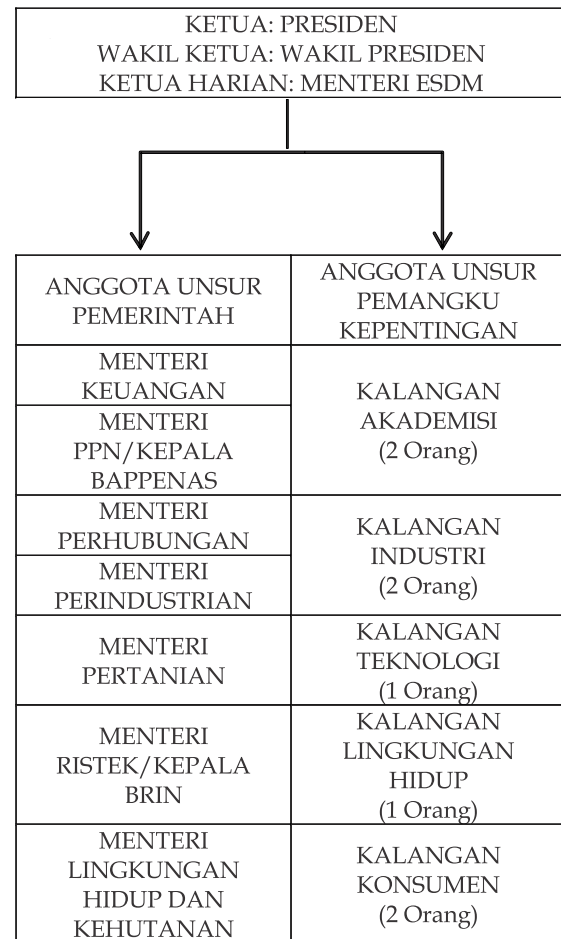 KETUA: PRESIDEN
WAKIL KETUA: WAKIL PRESIDEN
KETUA HARIAN: MENTERI ESDM
ANGGOTA UNSUR
PEMERINTAH
ANGGOTA UNSUR
PEMANGKU
KEPENTINGAN
MENTERI
KEUANGAN
MENTERI
PPN/KEPALA
BAPPENAS
KALANGAN
AKADEMISI
(2 Orang)
MENTERI
PERHUBUNGAN
MENTERI
PERINDUSTRIAN
KALANGAN
INDUSTRI
(2 Orang)
MENTERI
PERTANIAN
KALANGAN
TEKNOLOGI
(1 Orang)
MENTERI
RISTEK/KEPALA
BRIN
KALANGAN
LINGKUNGAN
HIDUP
(1 Orang)
MENTERI
LINGKUNGAN
HIDUP DAN
KEHUTANAN
KALANGAN
KONSUMEN
(2 Orang)